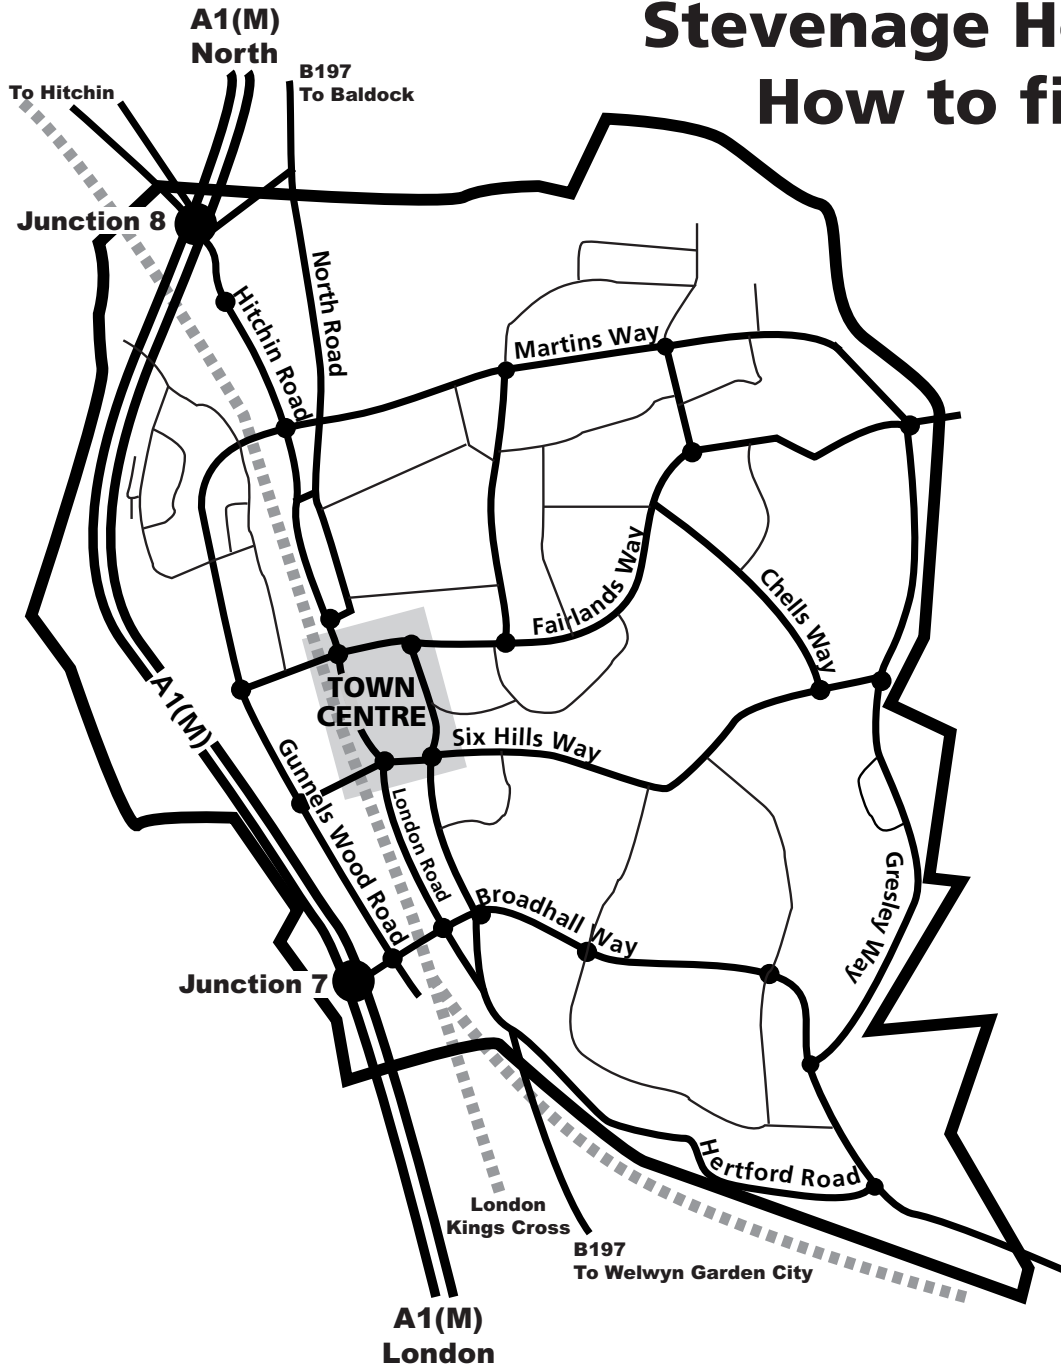 Stevenage H
How to fi
A1(M)
North
B197
To Baldock
To Hitchin
Junction 8
North Road
Hitchin Road
Martins Way
Fairlands Way
Chells Way
A1(M)
TOWN
CENTRE
Six Hills Way
Gunnels Wood Road
London Road
Broadhall Way
Gresley Way
Junction 7
Hertford Road
London
Kings Cross
B197
To Welwyn Garden City
A1(M)
London